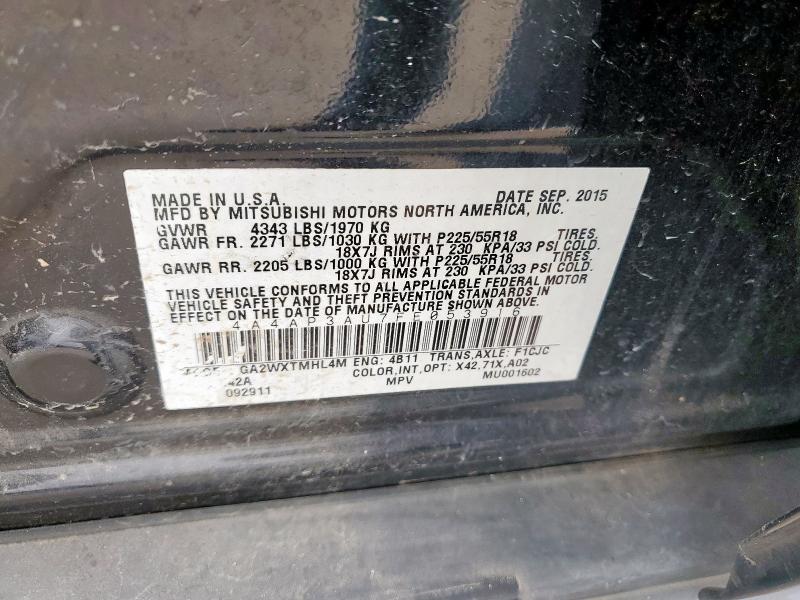 MADE IN U.S.A. DATE SEP. 2015
MFD BY MITSUBISHI MOTORS NORTH AMERICA, INC.
GVWR 4343 LBS/1970 KG
GAWR FR. 2271 LBS/1030 KG WITH P225/55R18 TIRES,
18X7J RIMS AT 230 KPA/33 PSI COLD.
GAWR RR. 2205 LBS/1000 KG WITH P225/55R18 TIRES,
18X7J RIMS AT 230 KPA/33 PSI COLD.
THIS VEHICLE CONFORMS TO ALL APPLICABLE FEDERAL MOTOR
VEHICLE SAFETY AND THEFT PREVENTION STANDARDS IN
EFFECT ON THE DATE OF MANUFACTURE SHOWN ABOVE.
4A4AP3AU7FE053916
GA2WXTMHL4M ENG: 4B11 TRANS,AXLE: F1CJC
COLOR,INT,OPT: X42,71X,A02
42A MPV MU001602
092911